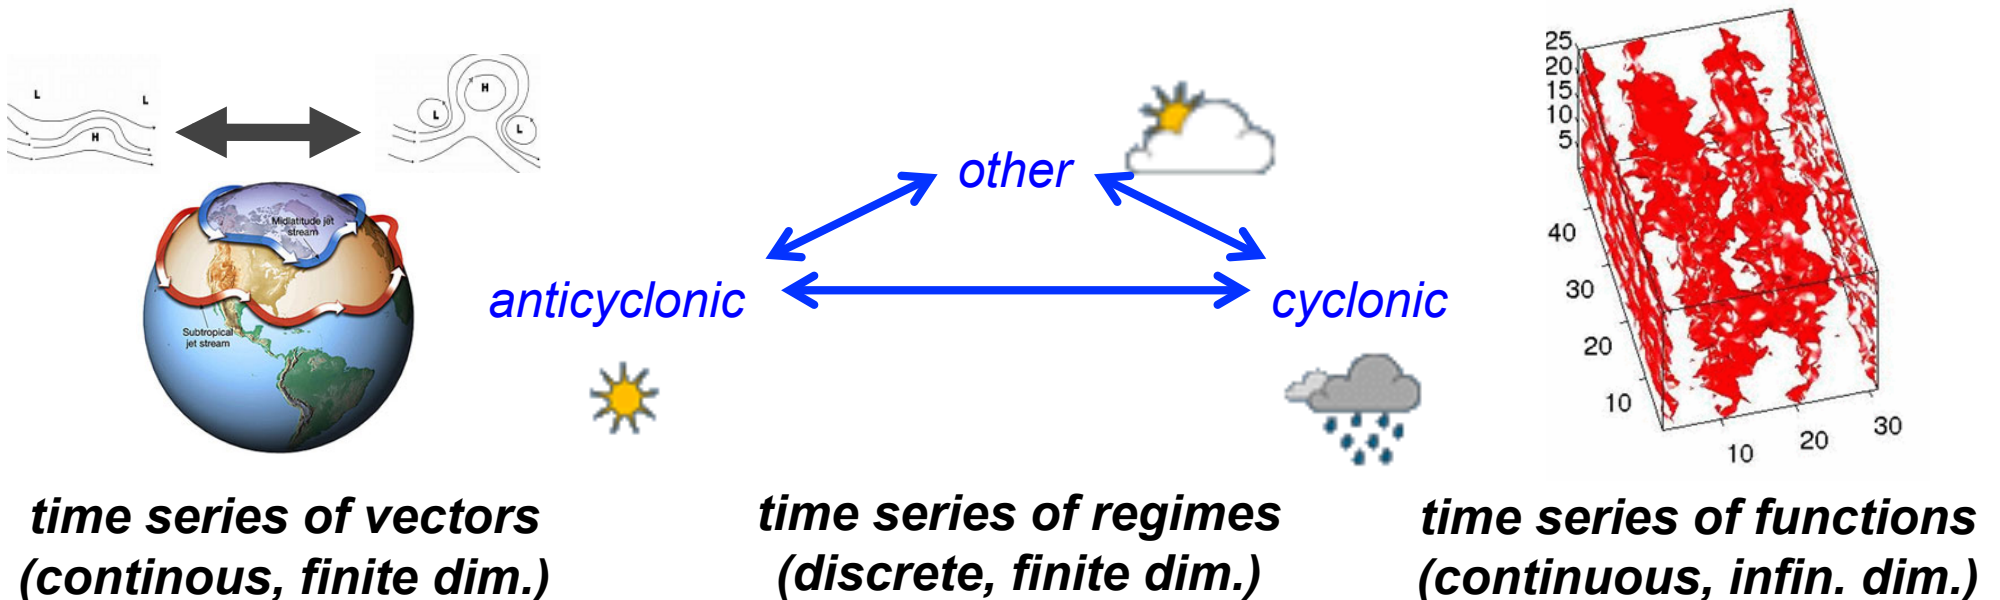 L
L
H
H
L
L
Midlatitude jet
stream
Subtropical
jet stream
other
anticyclonic
cyclonic
25
20
15
10
5
40
30
20
10
10
20
30
time series of vectors
(continous, finite dim.)
time series of regimes
(discrete, finite dim.)
time series of functions
(continuous, infin. dim.)